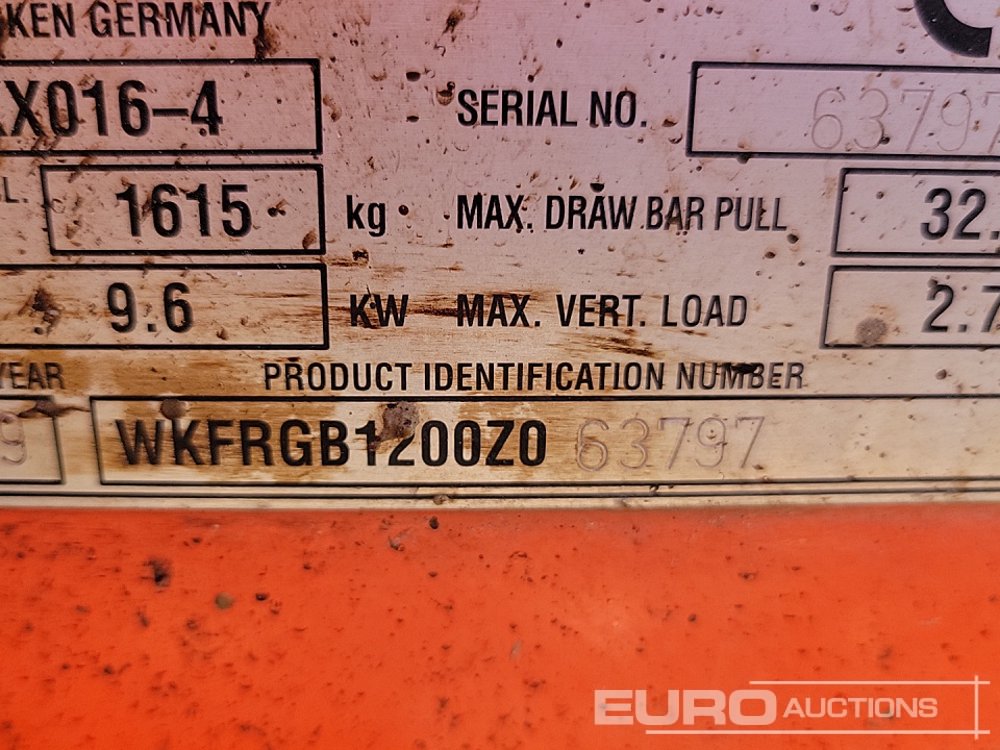 KEN GERMANY
X016-4 SERIAL NO. 63797
L. 1615 kg MAX. DRAW BAR PULL 32.
9.6 KW MAX. VERT. LOAD 2.7
YEAR PRODUCT IDENTIFICATION NUMBER
9 WKFRGB1200Z0 63797
EURO AUCTIONS